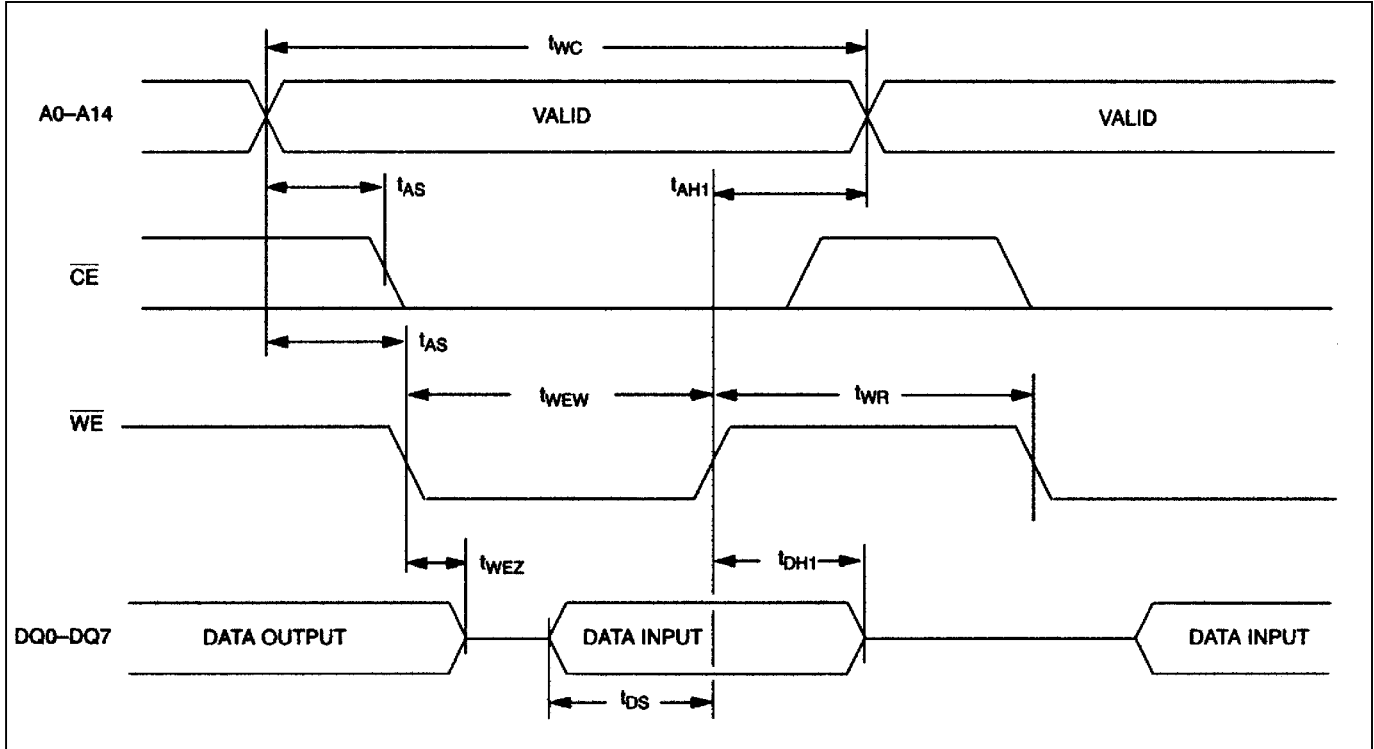 tWC
A0–A14
VALID
VALID
tAS
tAH1
CE
tAS
tWEW
tWR
WE
tWEZ
tDH1
DQ0–DQ7
DATA OUTPUT
DATA INPUT
DATA INPUT
tDS